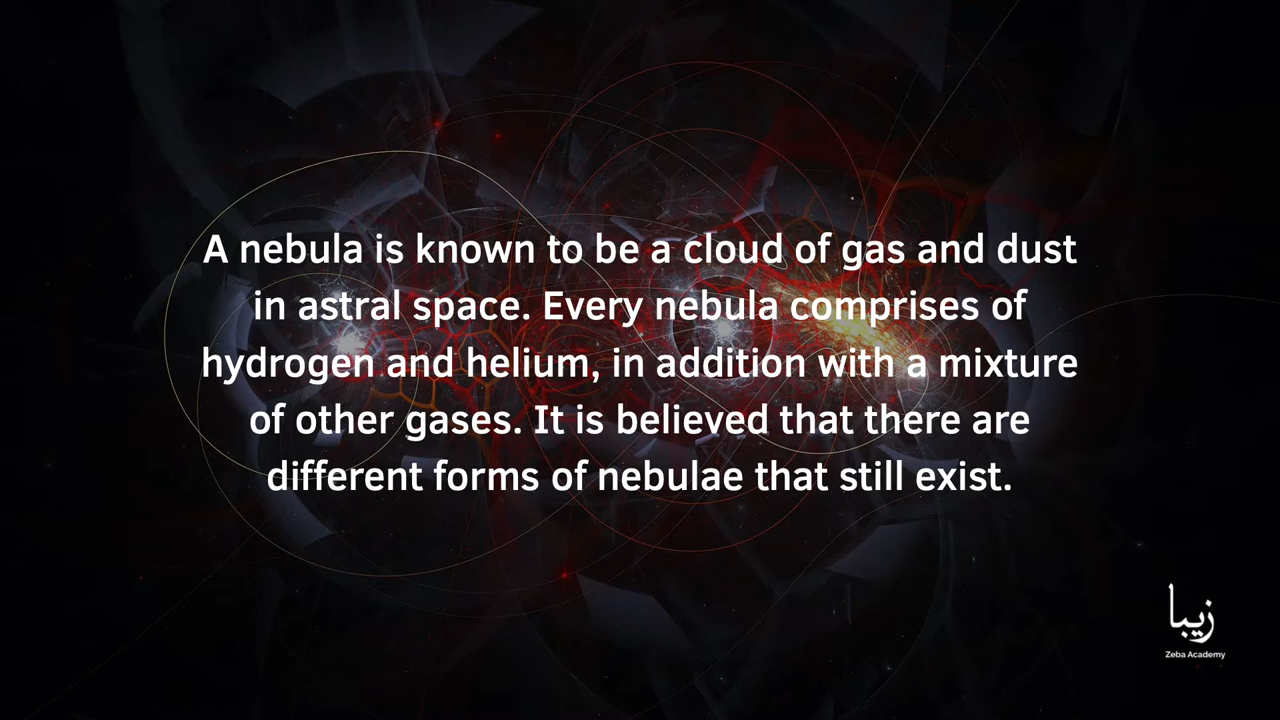 A nebula is known to be a cloud of gas and dust
in astral space. Every nebula comprises of
hydrogen and helium, in addition with a mixture
of other gases. It is believed that there are
different forms of nebulae that still exist.
زیبا
Zeba Academy